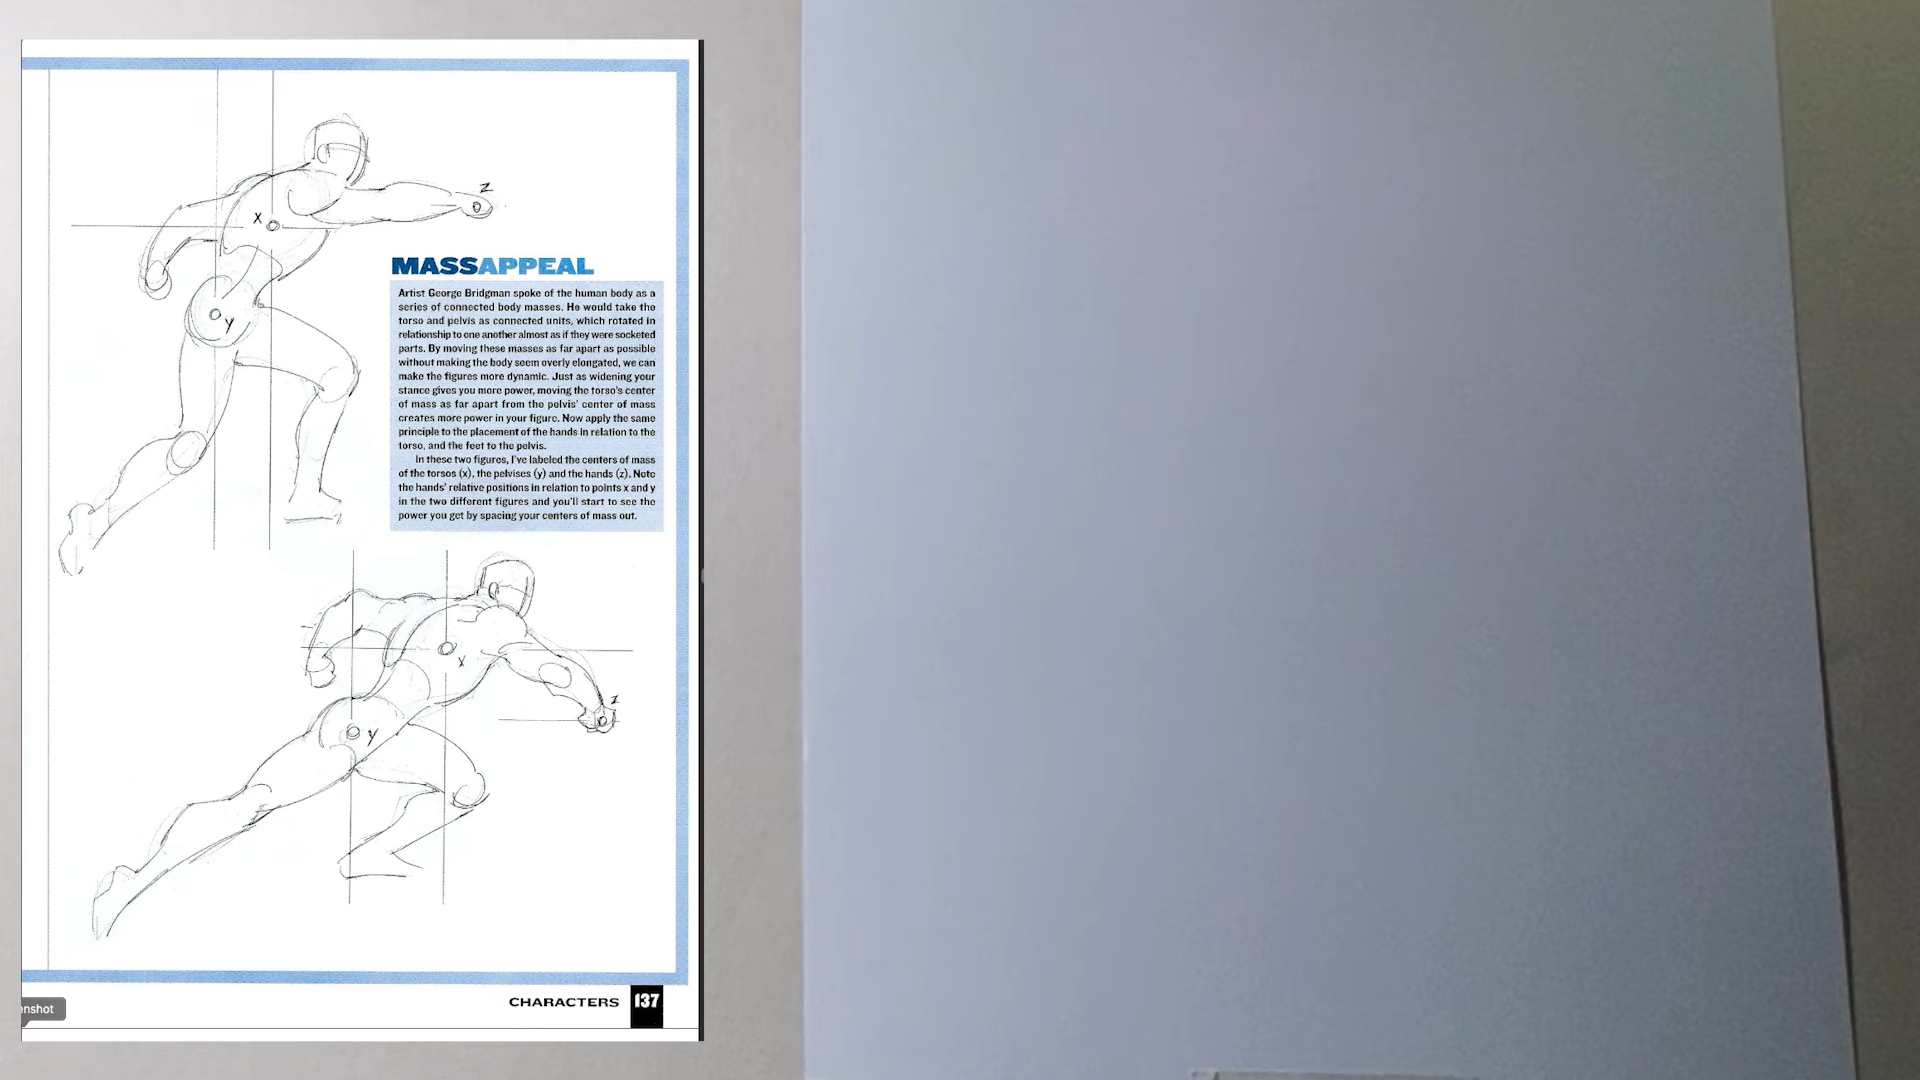 Z
X
y
MASSAPPEAL
Artist George Bridgman spoke of the human body as a
series of connected body masses. He would take the
torso and pelvis as connected units, which rotated in
relationship to one another almost as if they were socketed
parts. By moving these masses as far apart as possible
without making the body seem overly elongated, we can
make the figures more dynamic. Just as widening your
stance gives you more power, moving the torso's center
of mass as far apart from the pelvis' center of mass
creates more power in your figure. Now apply the same
principle to the placement of the hands in relation to the
torso, and the feet to the pelvis.
In these two figures, I've labeled the centers of mass
of the torsos (x), the pelvises (y) and the hands (z). Note
the hands' relative positions in relation to points x and y
in the two different figures and you'll start to see the
power you get by spacing your centers of mass out.
x
z
y
CHARACTERS 137
enshot